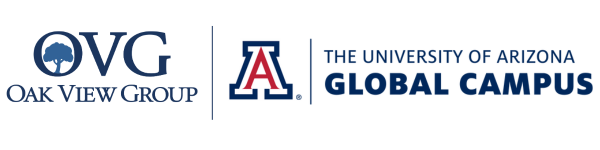 OVG
OAK VIEW GROUP
A®
THE UNIVERSITY OF ARIZONA
GLOBAL CAMPUS